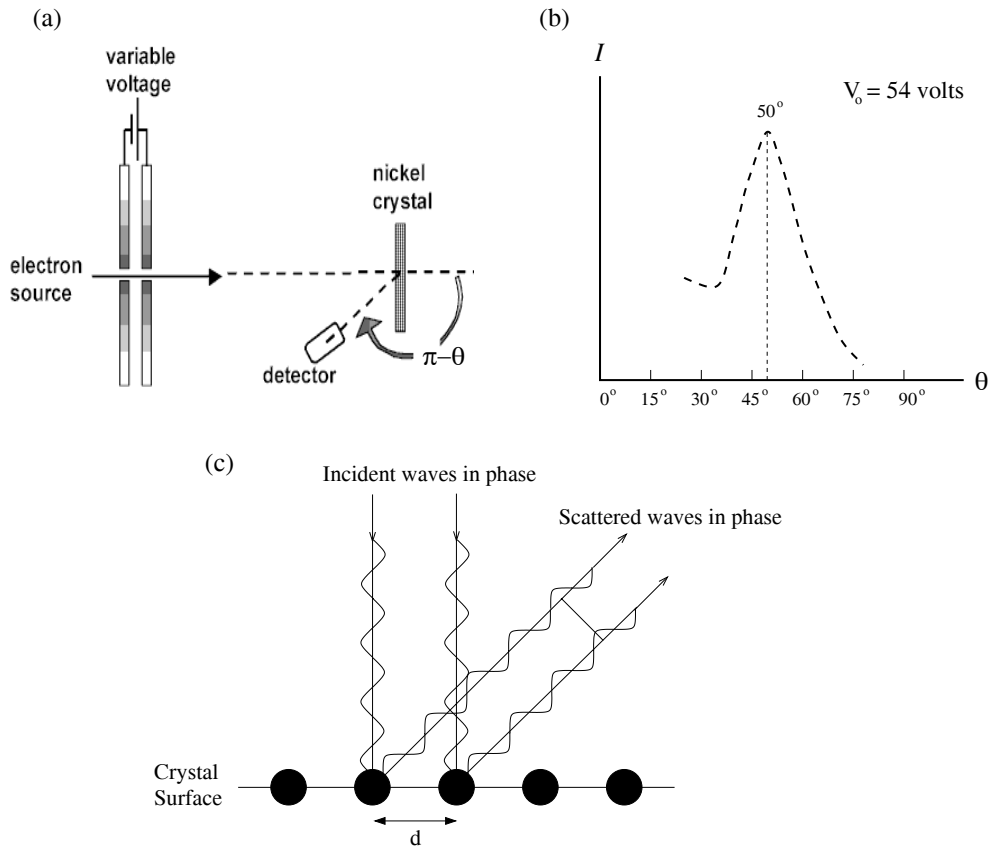 (a)
variable
voltage
electron
source
nickel
crystal
detector
π−θ
(b)
I
V₀ = 54 volts
50°
θ
0° 15° 30° 45° 60° 75° 90°
(c)
Incident waves in phase
Scattered waves in phase
Crystal
Surface
d